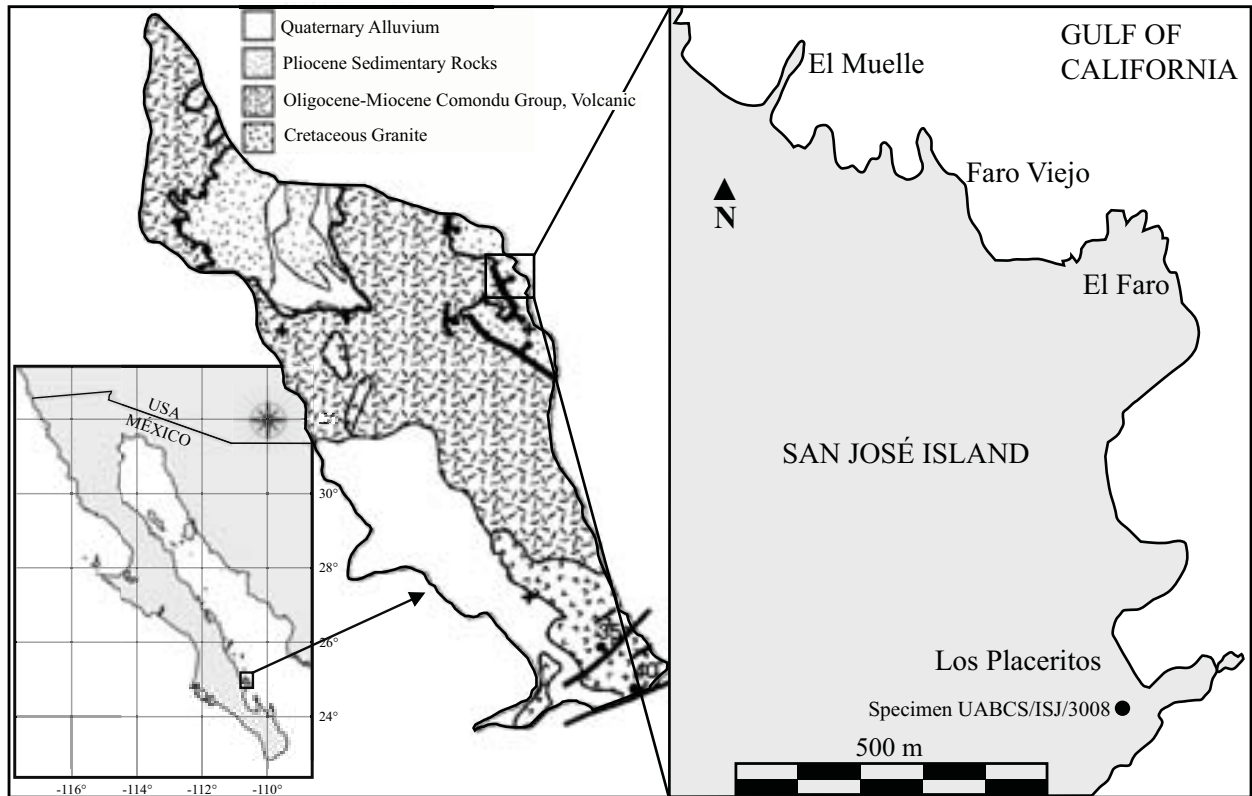 Quaternary Alluvium
Pliocene Sedimentary Rocks
Oligocene-Miocene Comondu Group, Volcanic
Cretaceous Granite
USA
MÉXICO
30°
28°
26°
24°
-116°
-114°
-112°
-110°
GULF OF
CALIFORNIA
El Muelle
Faro Viejo
N
El Faro
SAN JOSÉ ISLAND
Los Placeritos
Specimen UABCS/ISJ/3008
500 m